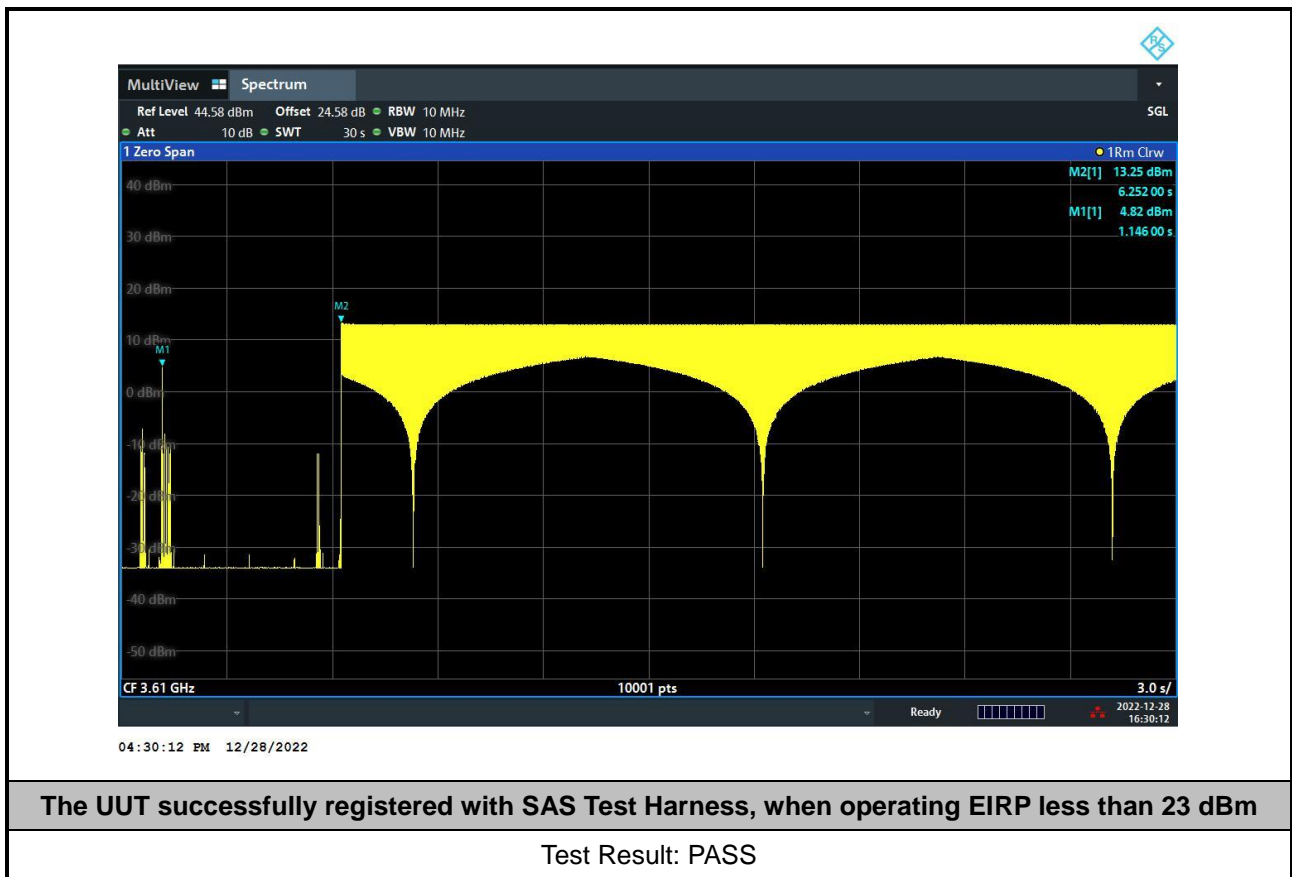 R&S
MultiView Spectrum
Ref Level 44.58 dBm Offset 24.58 dB RBW 10 MHz SGL
Att 10 dB SWT 30 s VBW 10 MHz
1 Zero Span 1Rm Clrw
M2[1] 13.25 dBm
6.252 00 s
M1[1] 4.82 dBm
1.146 00 s
40 dBm
30 dBm
20 dBm
M2
10 dBm
M1
0 dBm
-10 dBm
-20 dBm
-30 dBm
-40 dBm
-50 dBm
CF 3.61 GHz 10001 pts 3.0 s/
Ready 2022-12-28
16:30:12
04:30:12 PM 12/28/2022
The UUT successfully registered with SAS Test Harness, when operating EIRP less than 23 dBm
Test Result: PASS